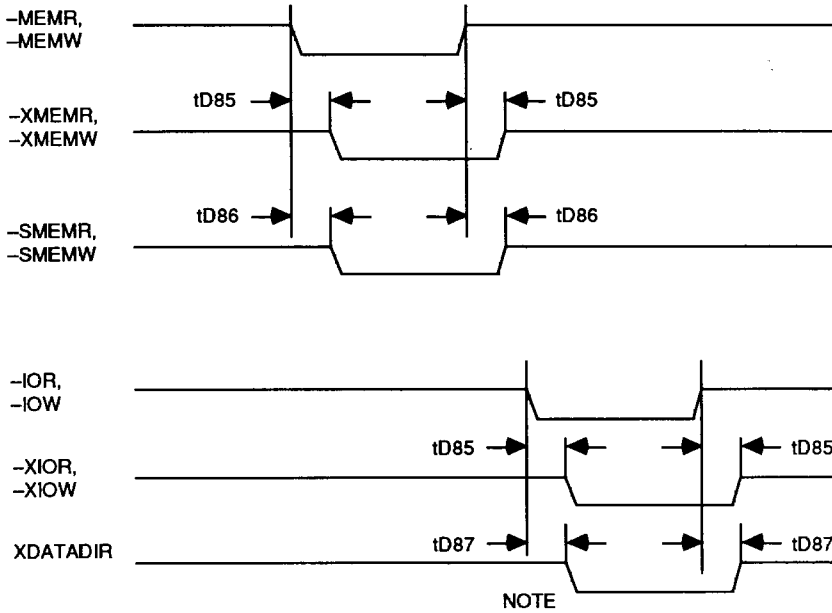 –MEMR,
–MEMW
tD85
tD85
–XMEMR,
–XMEMW
tD86
tD86
–SMEMR,
–SMEMW
–IOR,
–IOW
tD85
tD85
–XIOR,
–XIOW
tD87
tD87
XDATADIR
NOTE